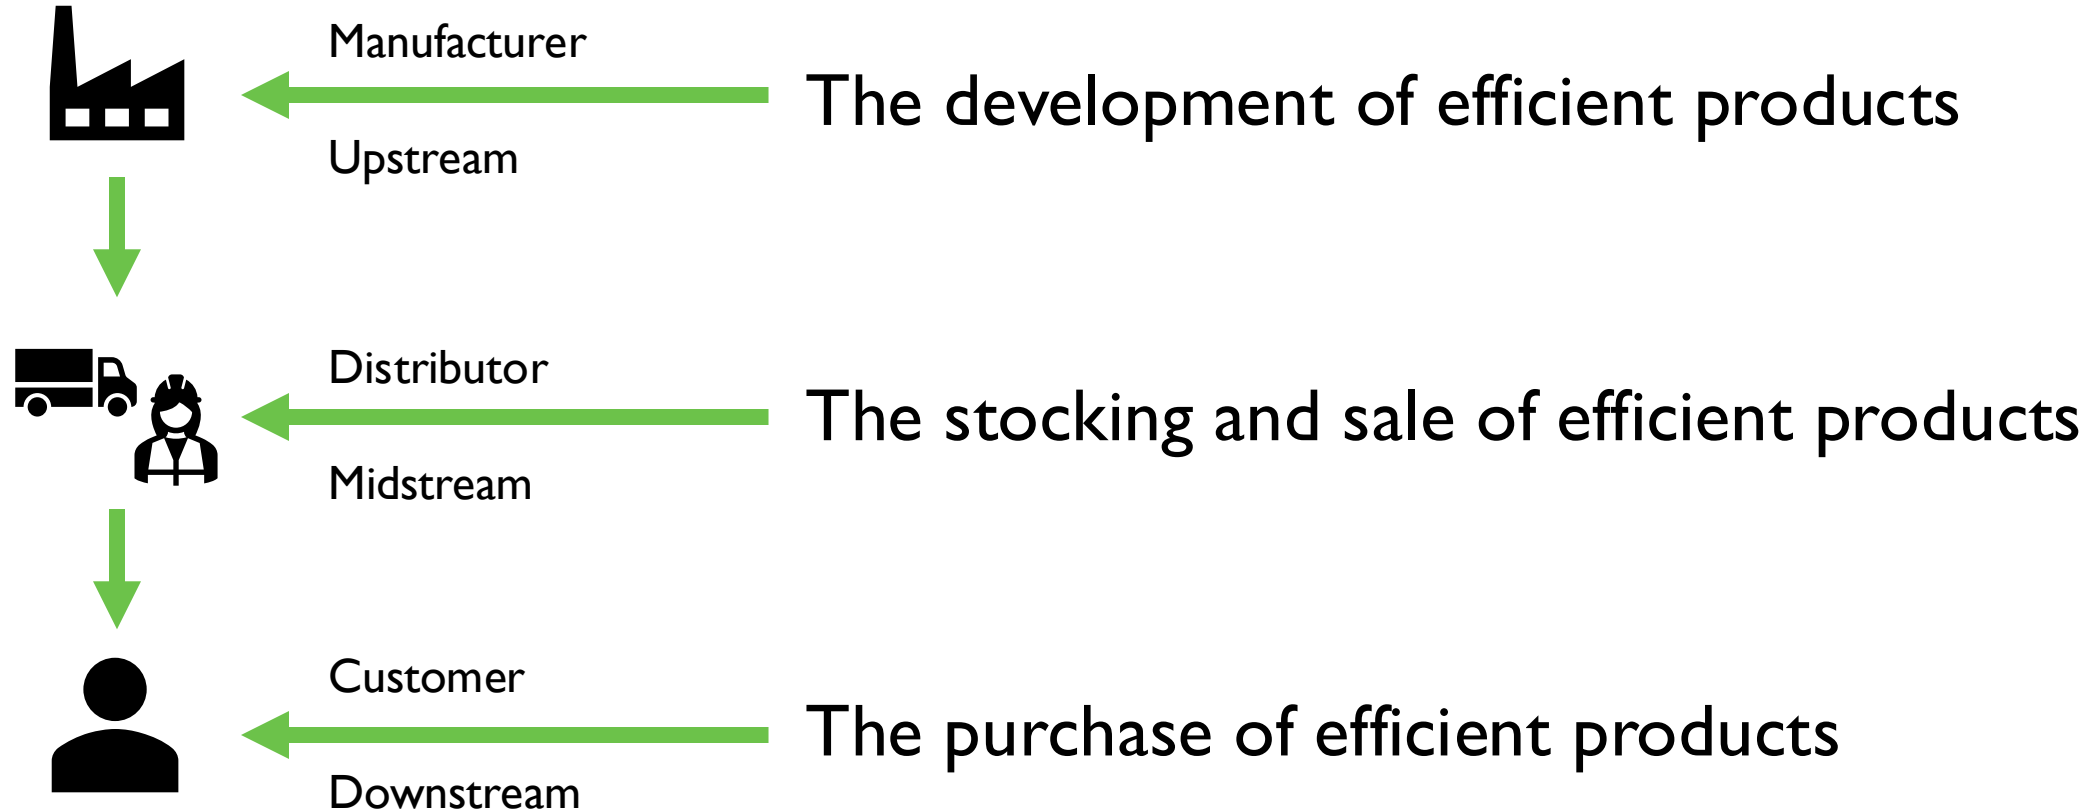 Manufacturer
The development of efficient products
Upstream
Distributor
The stocking and sale of efficient products
Midstream
Customer
The purchase of efficient products
Downstream